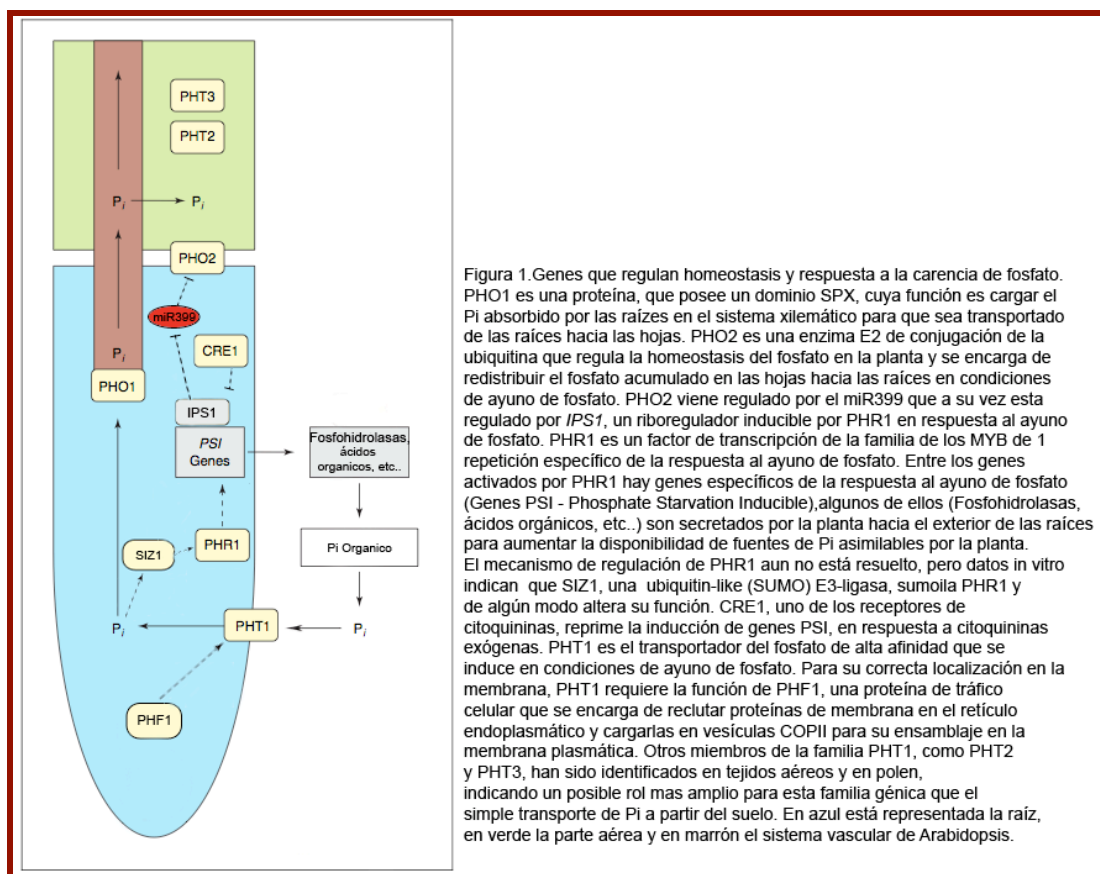 PHT3
PHT2
Pi
Pi
PHO2
miR399
CRE1
Pi
PHO1
IPS1
PSI
Genes
Fosfohidrolasas,
ácidos
organicos, etc..
SIZ1
PHR1
Pi Organico
Pi
PHT1
Pi
PHF1
Figura 1.Genes que regulan homeostasis y respuesta a la carencia de fosfato.
PHO1 es una proteína, que posee un dominio SPX, cuya función es cargar el
Pi absorbido por las raízes en el sistema xilemático para que sea transportado
de las raíces hacia las hojas. PHO2 es una enzima E2 de conjugación de la
ubiquitina que regula la homeostasis del fosfato en la planta y se encarga de
redistribuir el fosfato acumulado en las hojas hacia las raíces en condiciones
de ayuno de fosfato. PHO2 viene regulado por el miR399 que a su vez esta
regulado por IPS1, un riboregulador inducible por PHR1 en respuesta al ayuno
de fosfato. PHR1 es un factor de transcripción de la familia de los MYB de 1
repetición específico de la respuesta al ayuno de fosfato. Entre los genes
activados por PHR1 hay genes específicos de la respuesta al ayuno de fosfato
(Genes PSI - Phosphate Starvation Inducible),algunos de ellos (Fosfohidrolasas,
ácidos orgánicos, etc..) son secretados por la planta hacia el exterior de las raíces
para aumentar la disponibilidad de fuentes de Pi asimilables por la planta.
El mecanismo de regulación de PHR1 aun no está resuelto, pero datos in vitro
indican que SIZ1, una ubiquitin-like (SUMO) E3-ligasa, sumoila PHR1 y
de algún modo altera su función. CRE1, uno de los receptores de
citoquininas, reprime la inducción de genes PSI, en respuesta a citoquininas
exógenas. PHT1 es el transportador del fosfato de alta afinidad que se
induce en condiciones de ayuno de fosfato. Para su correcta localización en la
membrana, PHT1 requiere la función de PHF1, una proteína de tráfico
celular que se encarga de reclutar proteínas de membrana en el retículo
endoplasmático y cargarlas en vesículas COPII para su ensamblaje en la
membrana plasmática. Otros miembros de la familia PHT1, como PHT2
y PHT3, han sido identificados en tejidos aéreos y en polen,
indicando un posible rol mas amplio para esta familia génica que el
simple transporte de Pi a partir del suelo. En azul está representada la raíz,
en verde la parte aérea y en marrón el sistema vascular de Arabidopsis.